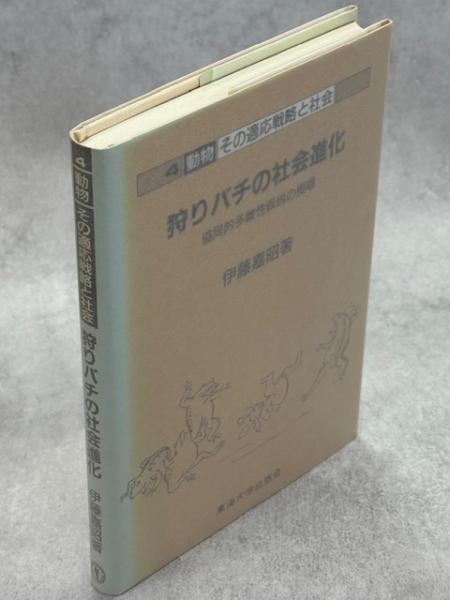 4 動物 その適応戦略と社会
狩りバチの社会進化
協同的多雌性仮説の提唱
伊藤嘉昭著
東海大学出版会
4 動物 その適応戦略と社会
狩りバチの社会進化
伊藤嘉昭著